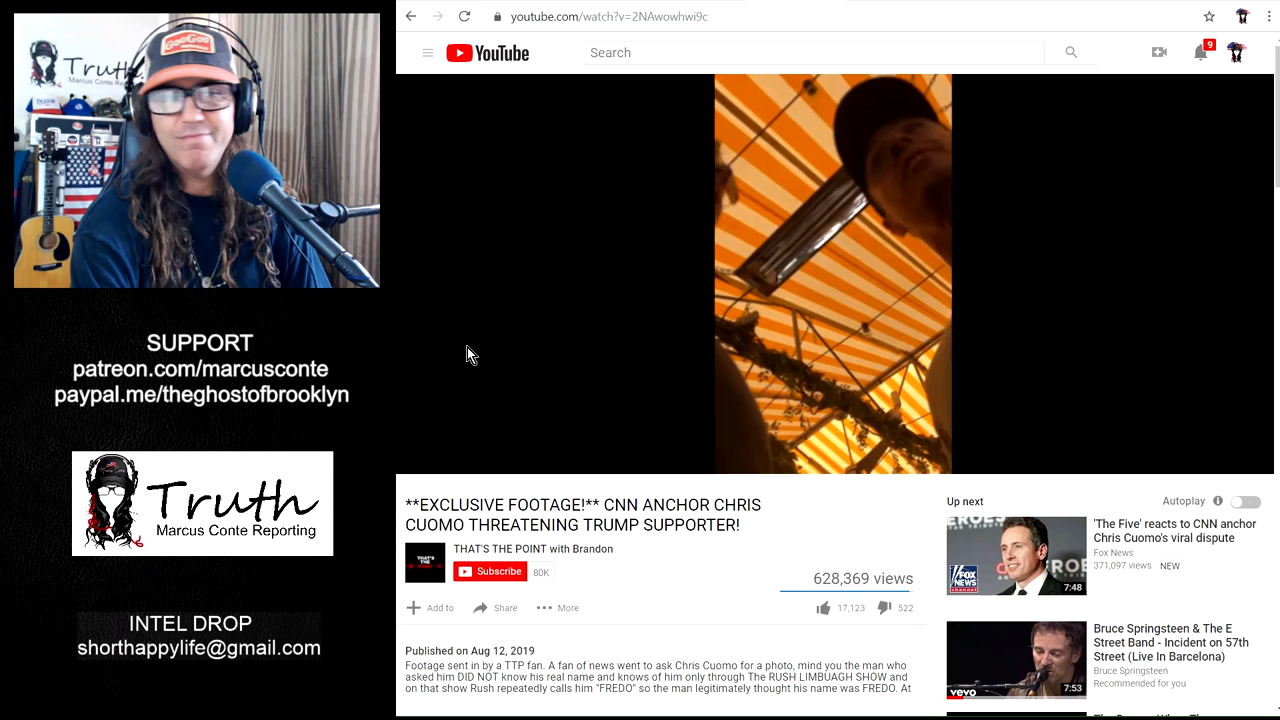 Truth
Marcus Conte Reporting
SUPPORT
patreon.com/marcusconte
paypal.me/theghostofbrooklyn
Truth
Marcus Conte Reporting
INTEL DROP
shorthappylife@gmail.com
youtube.com/watch?v=2NAwowhwi9c
YouTube
Search
9
**EXCLUSIVE FOOTAGE!** CNN ANCHOR CHRIS
CUOMO THREATENING TRUMP SUPPORTER!
THAT'S THE POINT with Brandon
Subscribe 80K
628,369 views
Add to Share More
17,123 522
Published on Aug 12, 2019
Footage sent in by a TTP fan. A fan of news went to ask Chris Cuomo for a photo, mind you the man who
asked him DID NOT know his real name and knows of him only through The RUSH LIMBUAGH SHOW and
on that show Rush repeatedly calls him "FREDO" so the man legitimately thought his name was FREDO. At
Up next
Autoplay
'The Five' reacts to CNN anchor
Chris Cuomo's viral dispute
Fox News
371,097 views NEW
FOX
NEWS
channel
7:48
Bruce Springsteen & The E
Street Band - Incident on 57th
Street (Live In Barcelona)
Bruce Springsteen
Recommended for you
vevo
7:53